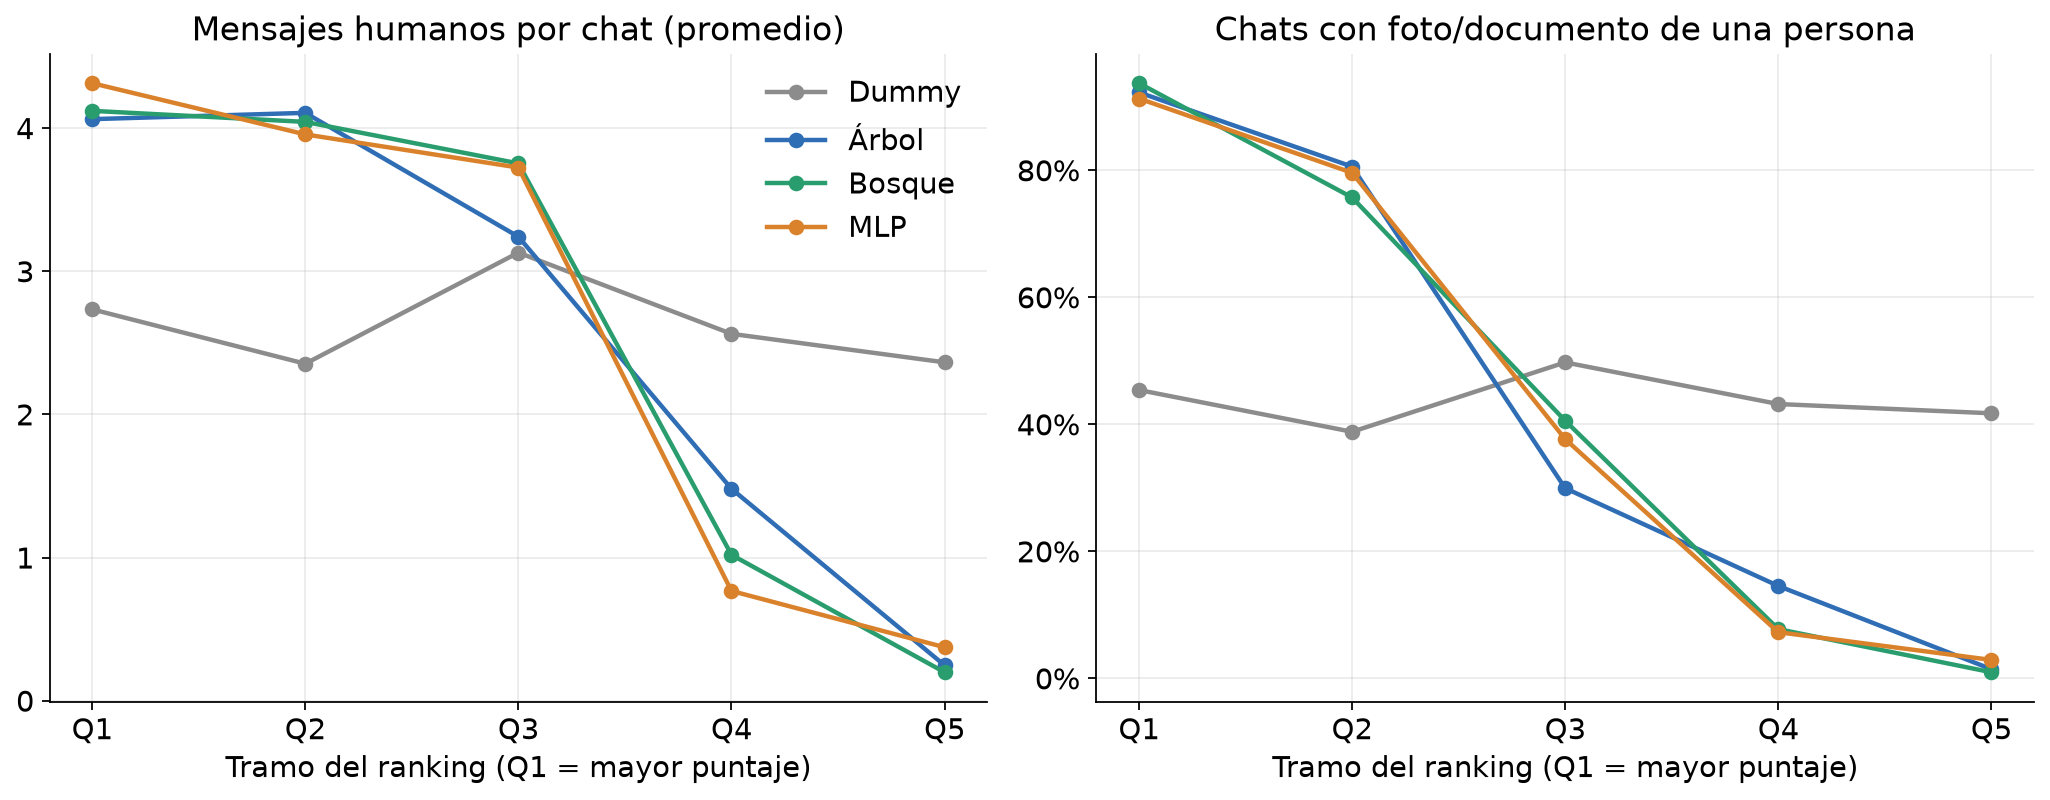 Mensajes humanos por chat (promedio)
4
3
2
1
0
Q1 Q2 Q3 Q4 Q5
Tramo del ranking (Q1 = mayor puntaje)
Dummy
Árbol
Bosque
MLP
Chats con foto/documento de una persona
80%
60%
40%
20%
0%
Q1 Q2 Q3 Q4 Q5
Tramo del ranking (Q1 = mayor puntaje)